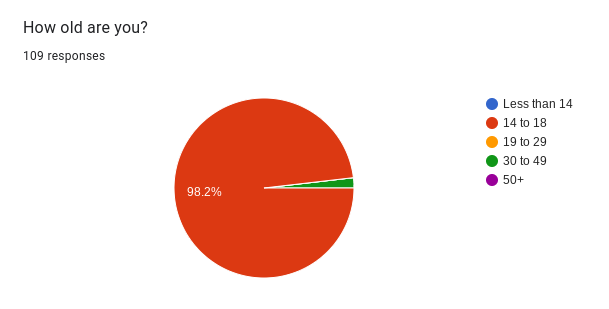 How old are you?
109 responses
98.2%
Less than 14
14 to 18
19 to 29
30 to 49
50+